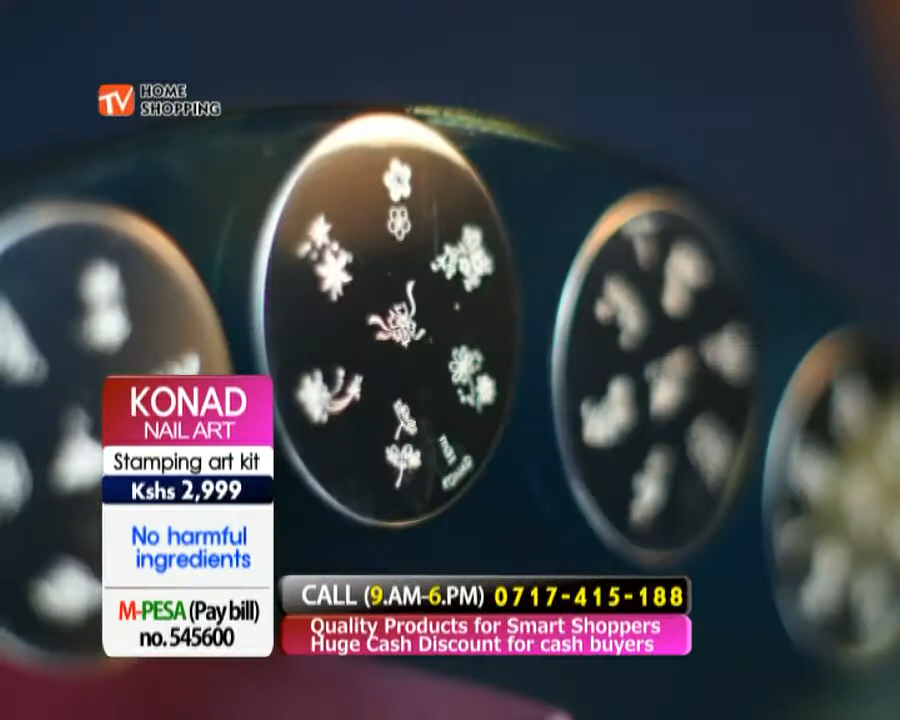 TV HOME
SHOPPING
KONAD
NAIL ART
Stamping art kit
Kshs 2,999
No harmful
ingredients
M-PESA (Pay bill)
no. 545600
CALL (9.AM-6.PM) 0717-415-188
Quality Products for Smart Shoppers
Huge Cash Discount for cash buyers
KONAD